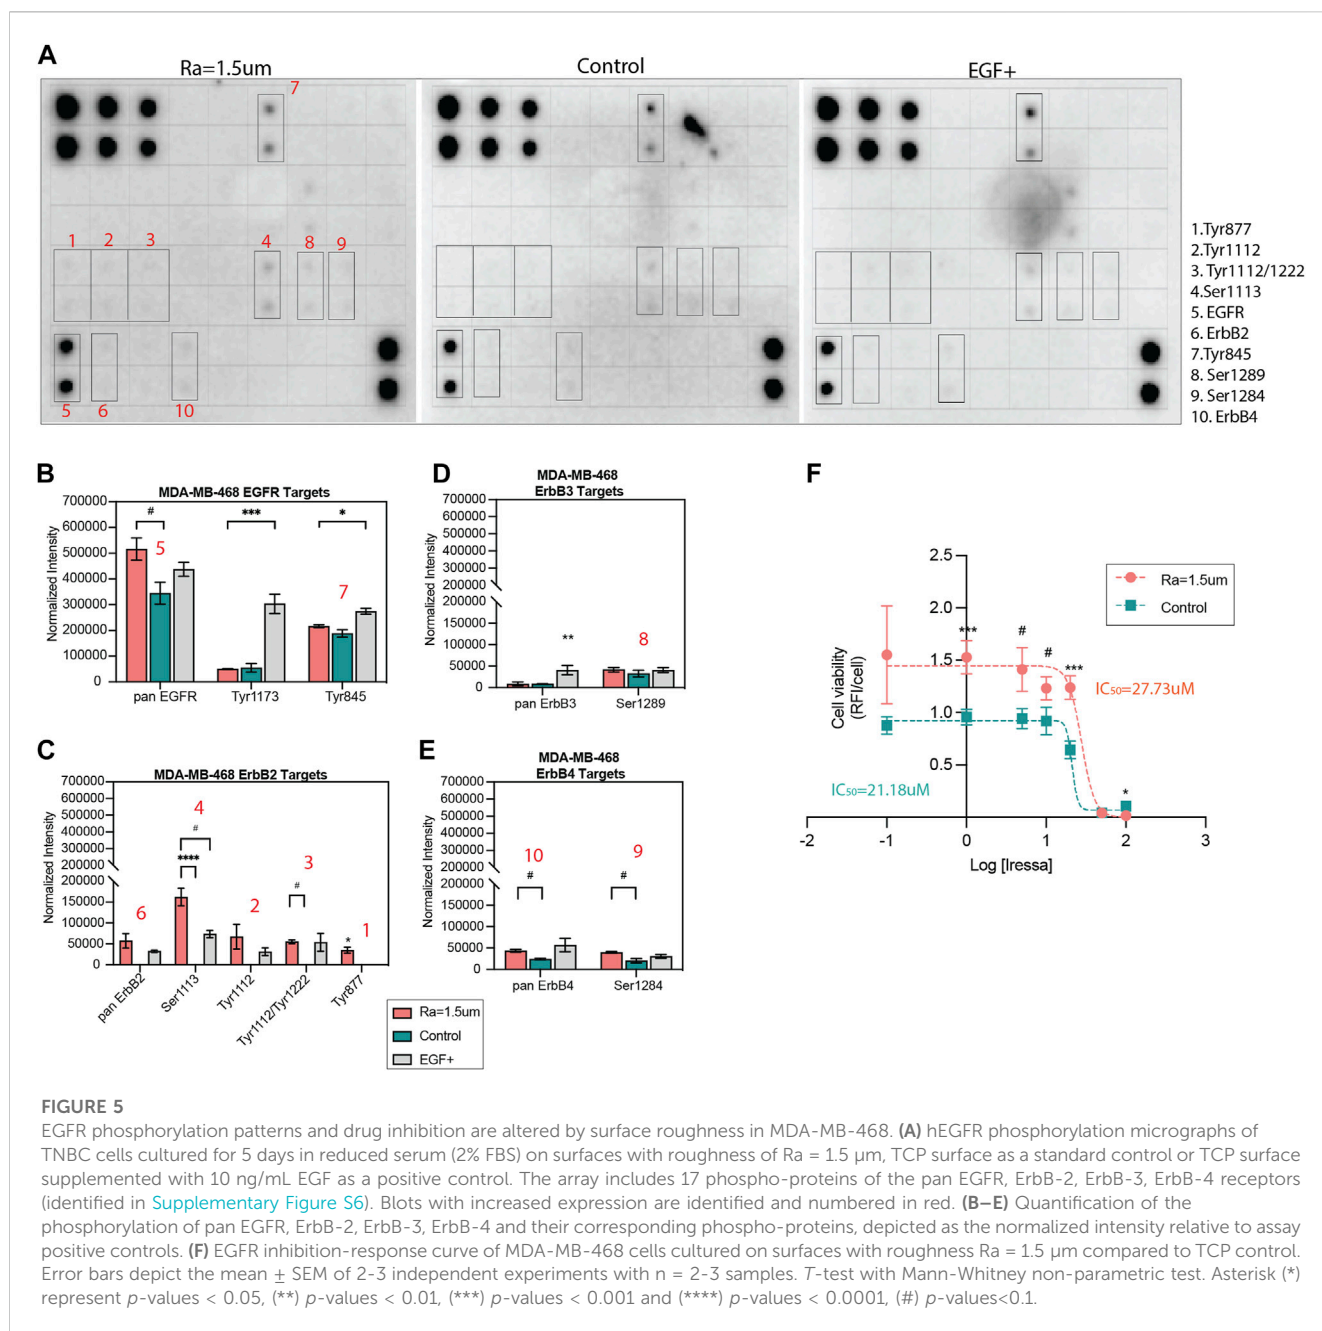 A
Ra=1.5um
Control
EGF+
7
1
2
3
4
8
9
5
6
10
1.Tyr877
2.Tyr1112
3. Tyr1112/1222
4.Ser1113
5. EGFR
6. ErbB2
7.Tyr845
8. Ser1289
9. Ser1284
10. ErbB4
B
MDA-MB-468 EGFR Targets
Normalized Intensity
700000
600000
500000
400000
300000
200000
100000
0
#
***
*
5
7
pan EGFR
Tyr1173
Tyr845
C
MDA-MB-468 ErbB2 Targets
Normalized Intensity
700000
600000
500000
400000
300000
200000
200000
150000
100000
50000
0
4
#
****
6
2
3
#
*
1
pan ErbB2
Ser1113
Tyr1112
Tyr1112/Tyr1222
Tyr877
Ra=1.5um
Control
EGF+
D
MDA-MB-468
ErbB3 Targets
Normalized Intensity
700000
600000
500000
400000
300000
200000
200000
150000
100000
50000
0
**
8
pan ErbB3
Ser1289
E
MDA-MB-468
ErbB4 Targets
Normalized Intensity
700000
600000
500000
400000
300000
200000
200000
150000
100000
50000
0
10
#
9
#
pan ErbB4
Ser1284
F
Cell viability
(RFI/cell)
2.5
2.0
1.5
1.0
0.5
Ra=1.5um
Control
***
#
#
***
*
IC50=27.73uM
IC50=21.18uM
-2
-1
0
1
2
3
Log [Iressa]
FIGURE 5
EGFR phosphorylation patterns and drug inhibition are altered by surface roughness in MDA-MB-468. (A) hEGFR phosphorylation micrographs of
TNBC cells cultured for 5 days in reduced serum (2% FBS) on surfaces with roughness of Ra = 1.5 µm, TCP surface as a standard control or TCP surface
supplemented with 10 ng/mL EGF as a positive control. The array includes 17 phospho-proteins of the pan EGFR, ErbB-2, ErbB-3, ErbB-4 receptors
(identified in Supplementary Figure S6). Blots with increased expression are identified and numbered in red. (B–E) Quantification of the
phosphorylation of pan EGFR, ErbB-2, ErbB-3, ErbB-4 and their corresponding phospho-proteins, depicted as the normalized intensity relative to assay
positive controls. (F) EGFR inhibition-response curve of MDA-MB-468 cells cultured on surfaces with roughness Ra = 1.5 µm compared to TCP control.
Error bars depict the mean ± SEM of 2-3 independent experiments with n = 2-3 samples. T-test with Mann-Whitney non-parametric test. Asterisk (*)
represent p-values < 0.05, (**) p-values < 0.01, (***) p-values < 0.001 and (****) p-values < 0.0001, (#) p-values<0.1.